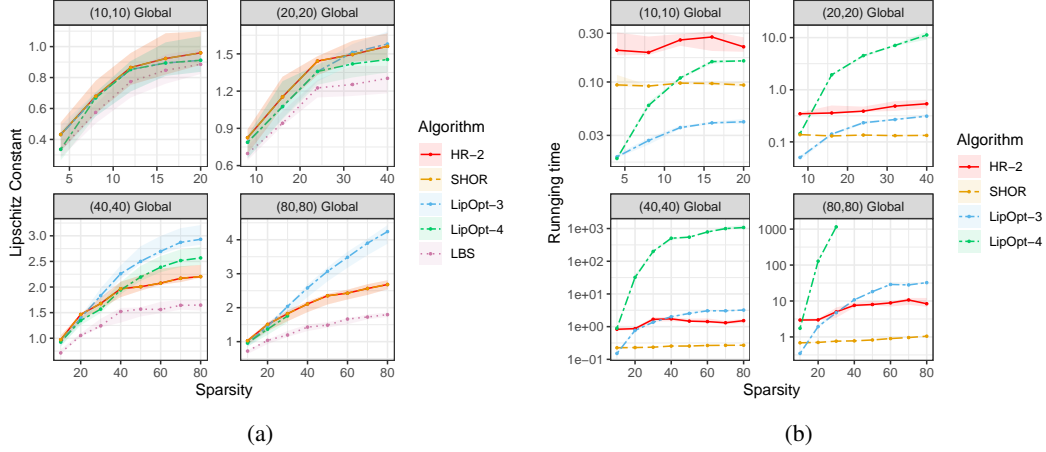 (10,10) Global
(20,20) Global
1.0
0.8
0.6
0.4
5
10
15
20
1.5
1.2
0.9
0.6
10
20
30
40
(40,40) Global
(80,80) Global
3.0
2.5
2.0
1.5
1.0
20
40
60
80
4
3
2
1
20
40
60
80
Lipschitz Constant
Sparsity
Algorithm
HR−2
SHOR
LipOpt−3
LipOpt−4
LBS
(a)
(10,10) Global
(20,20) Global
0.30
0.10
0.03
5
10
15
20
10.0
1.0
0.1
10
20
30
40
(40,40) Global
(80,80) Global
1e+03
1e+02
1e+01
1e+00
1e−01
20
40
60
80
1000
100
10
1
20
40
60
80
Runnging time
Sparsity
Algorithm
HR−2
SHOR
LipOpt−3
LipOpt−4
(b)